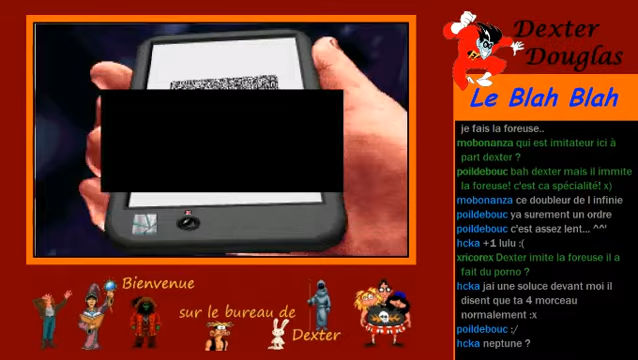 Dexter
Douglas
Le Blah Blah
je fais la foreuse..
mobonanza qui est imitateur ici à
part dexter ?
poildebouc bah dexter mais il immite
la foreuse! c'est ca spécialité! x)
mobonanza ce doubleur de l infinie
poildebouc ya surement un ordre
poildebouc c'est assez lent... ^^'
hcka +1 lulu :(
xricorex Dexter imite la foreuse il a
fait du porno ?
hcka jai une soluce devant moi il
disent que ta 4 morceau
normalement :x
poildebouc :/
hcka neptune ?
Bienvenue
sur le bureau de
Dexter